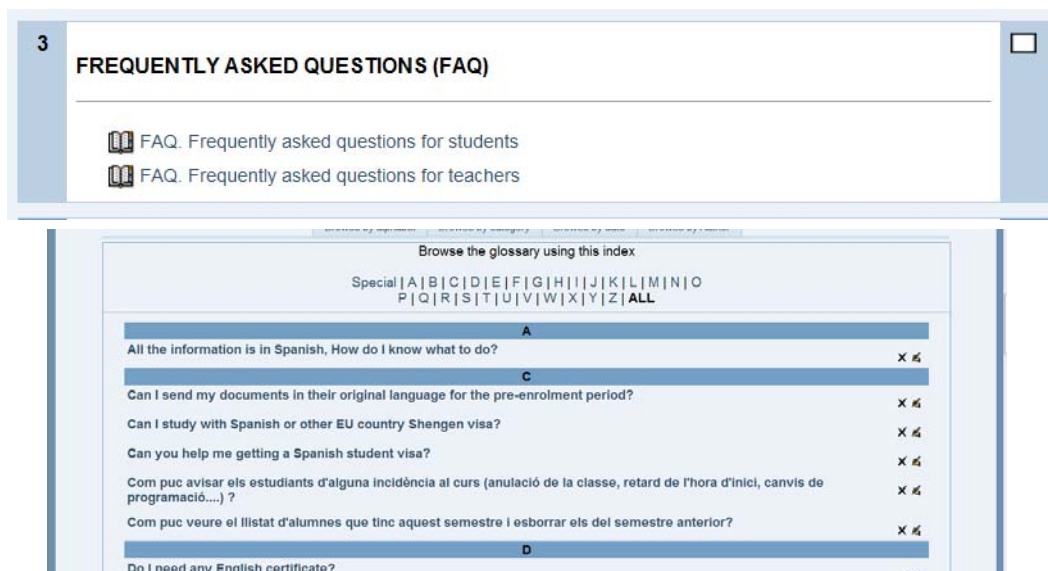 3
FREQUENTLY ASKED QUESTIONS (FAQ)
FAQ. Frequently asked questions for students
FAQ. Frequently asked questions for teachers
Browse the glossary using this index
Special | A | B | C | D | E | F | G | H | I | J | K | L | M | N | O
P | Q | R | S | T | U | V | W | X | Y | Z | ALL
A
All the information is in Spanish, How do I know what to do?
C
Can I send my documents in their original language for the pre-enrolment period?
Can I study with Spanish or other EU country Shengen visa?
Can you help me getting a Spanish student visa?
Com puc avisar els estudiants d'alguna incidència al curs (anulació de la classe, retard de l'hora d'inici, canvis de
programació....) ?
Com puc veure el llistat d'alumnes que tinc aquest semestre i esborrar els del semestre anterior?
D
Do I need any English certificate?